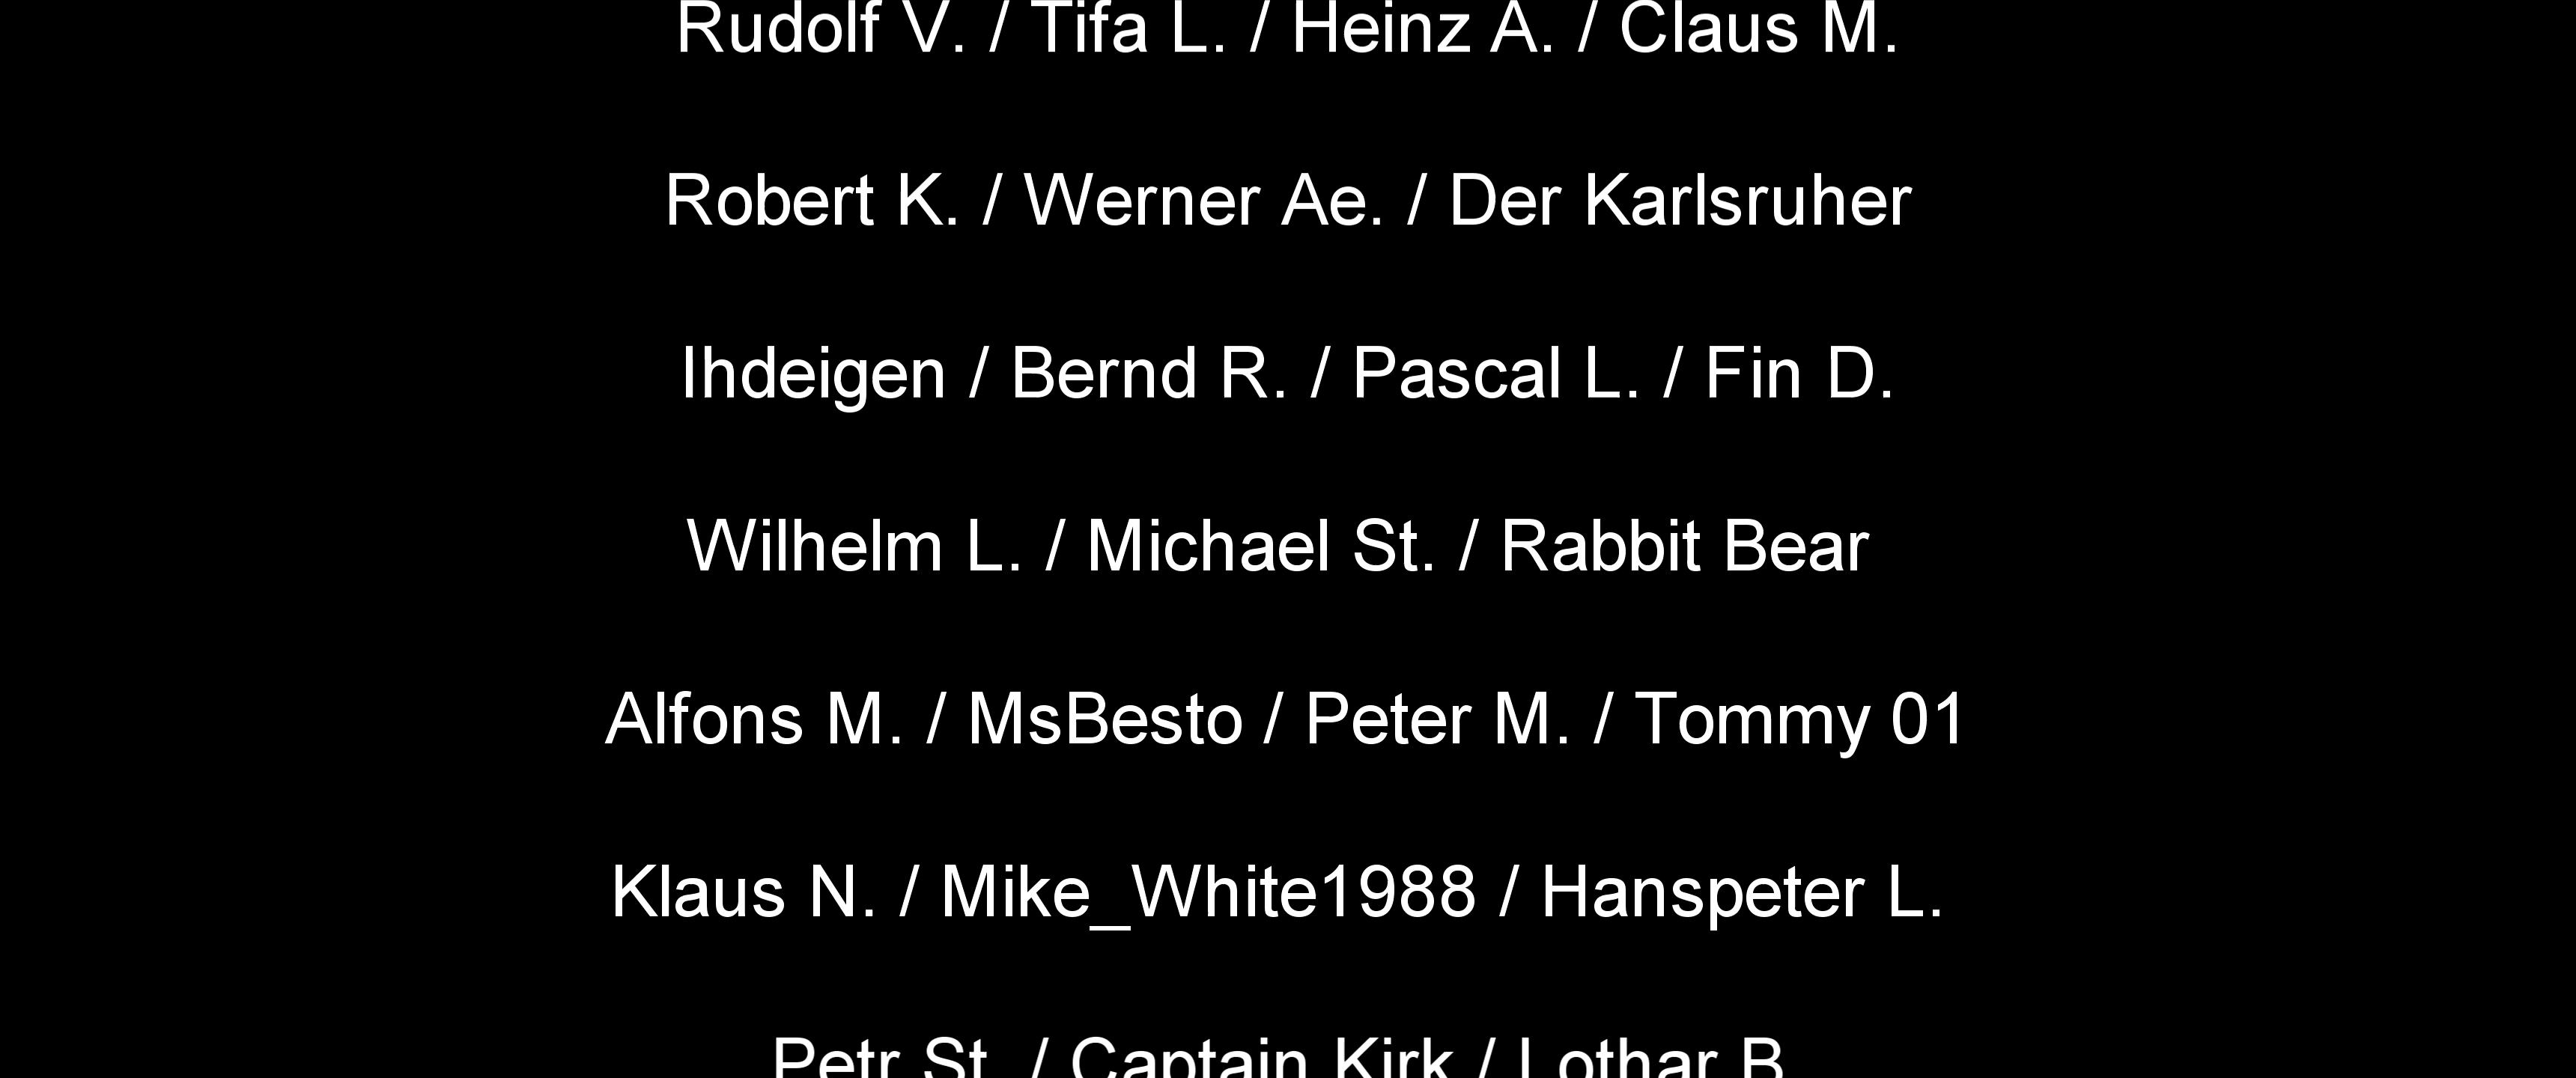 Rudolf V. / Tifa L. / Heinz A. / Claus M.
Robert K. / Werner Ae. / Der Karlsruher
Ihdeigen / Bernd R. / Pascal L. / Fin D.
Wilhelm L. / Michael St. / Rabbit Bear
Alfons M. / MsBesto / Peter M. / Tommy 01
Klaus N. / Mike_White1988 / Hanspeter L.
Petr St. / Captain Kirk / Lothar B.